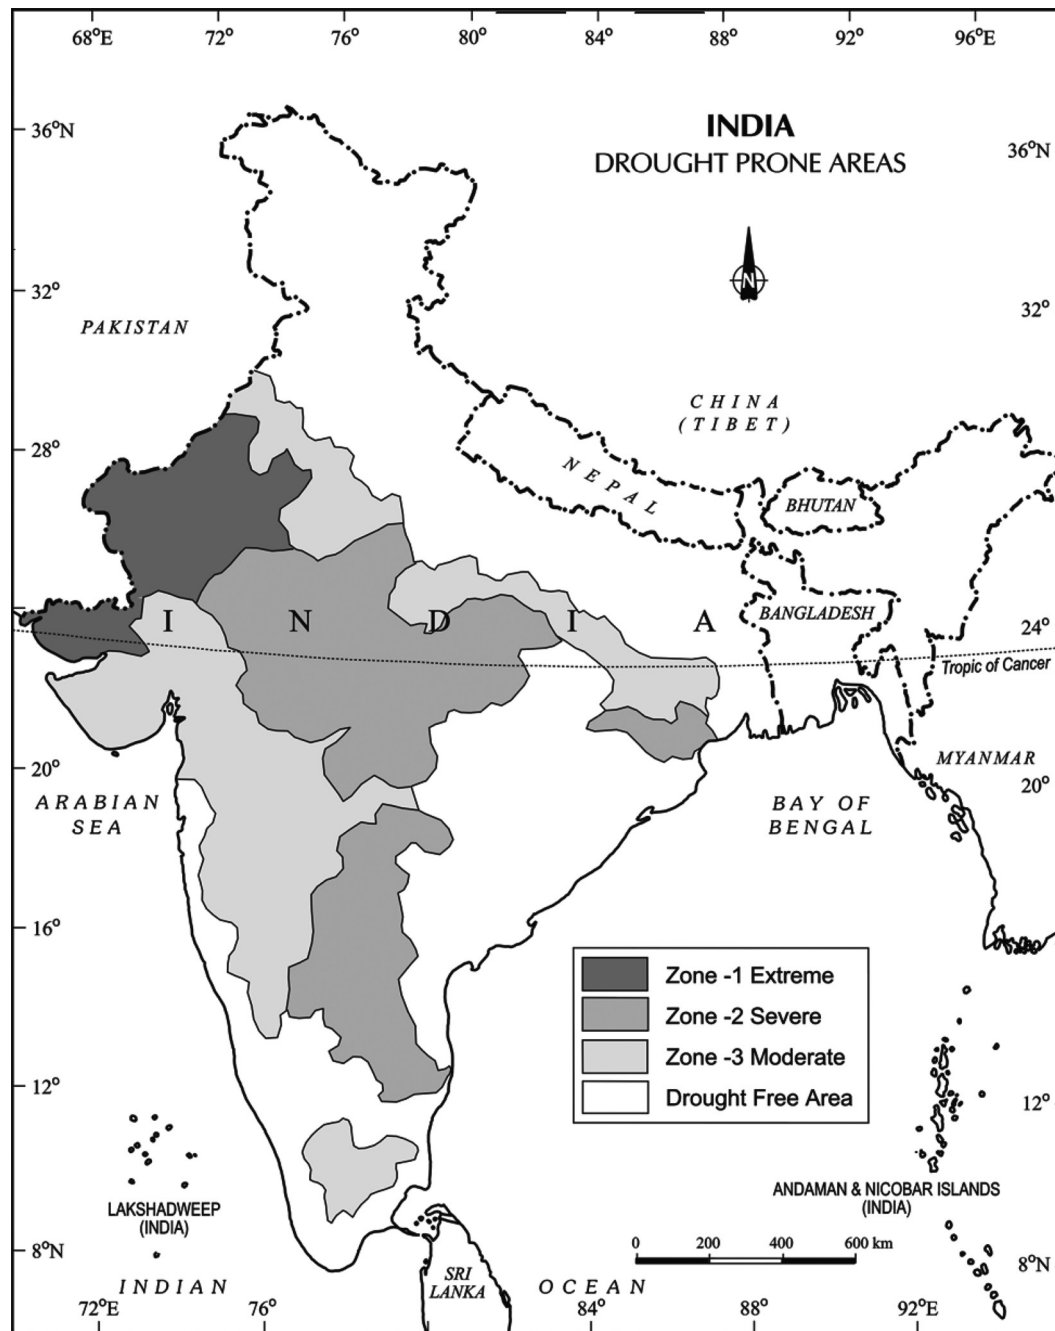 68°E 72° 76° 80° 84° 88° 92° 96°E
INDIA
DROUGHT PRONE AREAS
36°N
36°N
N
32°
32°
PAKISTAN
CHINA
(TIBET)
28°
NEPAL
BHUTAN
I N D I A
BANGLADESH
24°
Tropic of Cancer
MYANMAR
20°
20°
ARABIAN
SEA
BAY OF
BENGAL
16°
Zone -1 Extreme
Zone -2 Severe
Zone -3 Moderate
Drought Free Area
12°
12°
LAKSHADWEEP
(INDIA)
ANDAMAN & NICOBAR ISLANDS
(INDIA)
0 200 400 600 km
8°N
8°N
SRI
LANKA
INDIAN OCEAN
72°E 76° 84° 88° 92°E